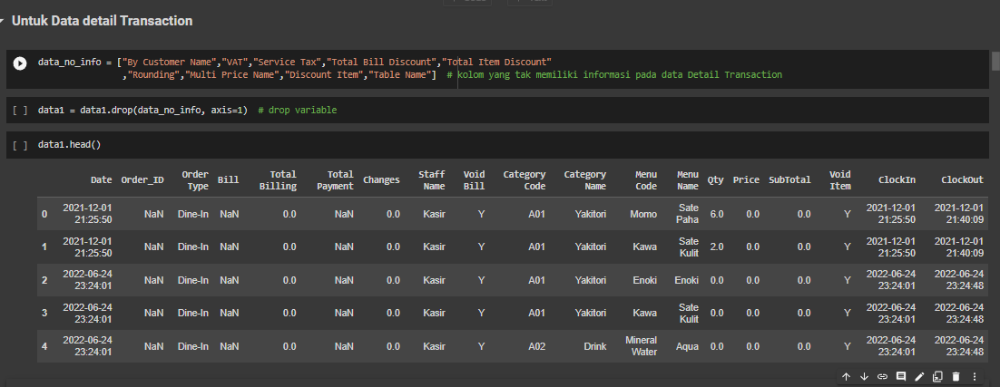 Untuk Data detail Transaction
data_no_info = ["By Customer Name","VAT","Service Tax","Total Bill Discount","Total Item Discount"
,"Rounding","Multi Price Name","Discount Item","Table Name"]  # kolom yang tak memiliki informasi pada data Detail Transaction
[ ] data1 = data1.drop(data_no_info, axis=1)  # drop variable
[ ] data1.head()
Date Order_ID Order Type Bill Total Billing Total Payment Changes Staff Name Void Bill Category Code Category Name Menu Code Menu Name Qty Price SubTotal Void Item ClockIn ClockOut
0 2021-12-01 21:25:50 NaN Dine-In NaN 0.0 NaN 0.0 Kasir Y A01 Yakitori Momo Sate Paha 6.0 0.0 0.0 Y 2021-12-01 21:25:50 2021-12-01 21:40:09
1 2021-12-01 21:25:50 NaN Dine-In NaN 0.0 NaN 0.0 Kasir Y A01 Yakitori Kawa Sate Kulit 2.0 0.0 0.0 Y 2021-12-01 21:25:50 2021-12-01 21:40:09
2 2022-06-24 23:24:01 NaN Dine-In NaN 0.0 NaN 0.0 Kasir Y A01 Yakitori Enoki Enoki 0.0 0.0 0.0 Y 2022-06-24 23:24:01 2022-06-24 23:24:48
3 2022-06-24 23:24:01 NaN Dine-In NaN 0.0 NaN 0.0 Kasir Y A01 Yakitori Kawa Sate Kulit 0.0 0.0 0.0 Y 2022-06-24 23:24:01 2022-06-24 23:24:48
4 2022-06-24 23:24:01 NaN Dine-In NaN 0.0 NaN 0.0 Kasir Y A02 Drink Mineral Water Aqua 0.0 0.0 0.0 Y 2022-06-24 23:24:01 2022-06-24 23:24:48